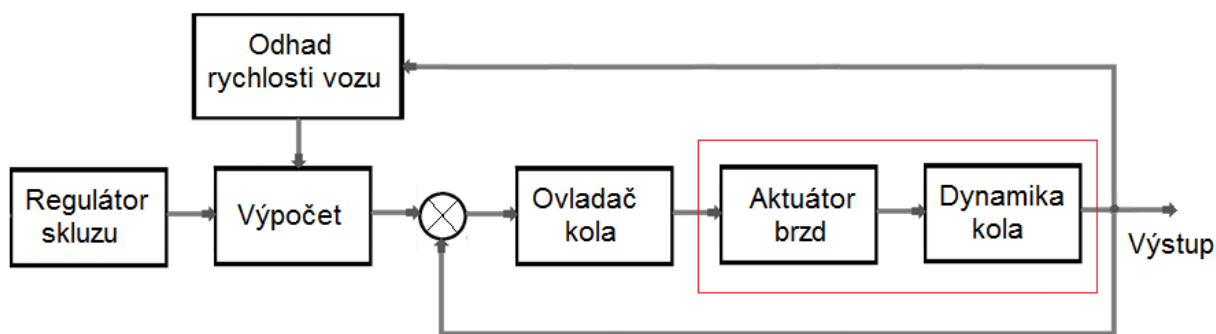 Odhad
rychlosti vozu
Regulátor
skluzu
Výpočet
Ovladač
kola
Aktuátor
brzd
Dynamika
kola
Výstup